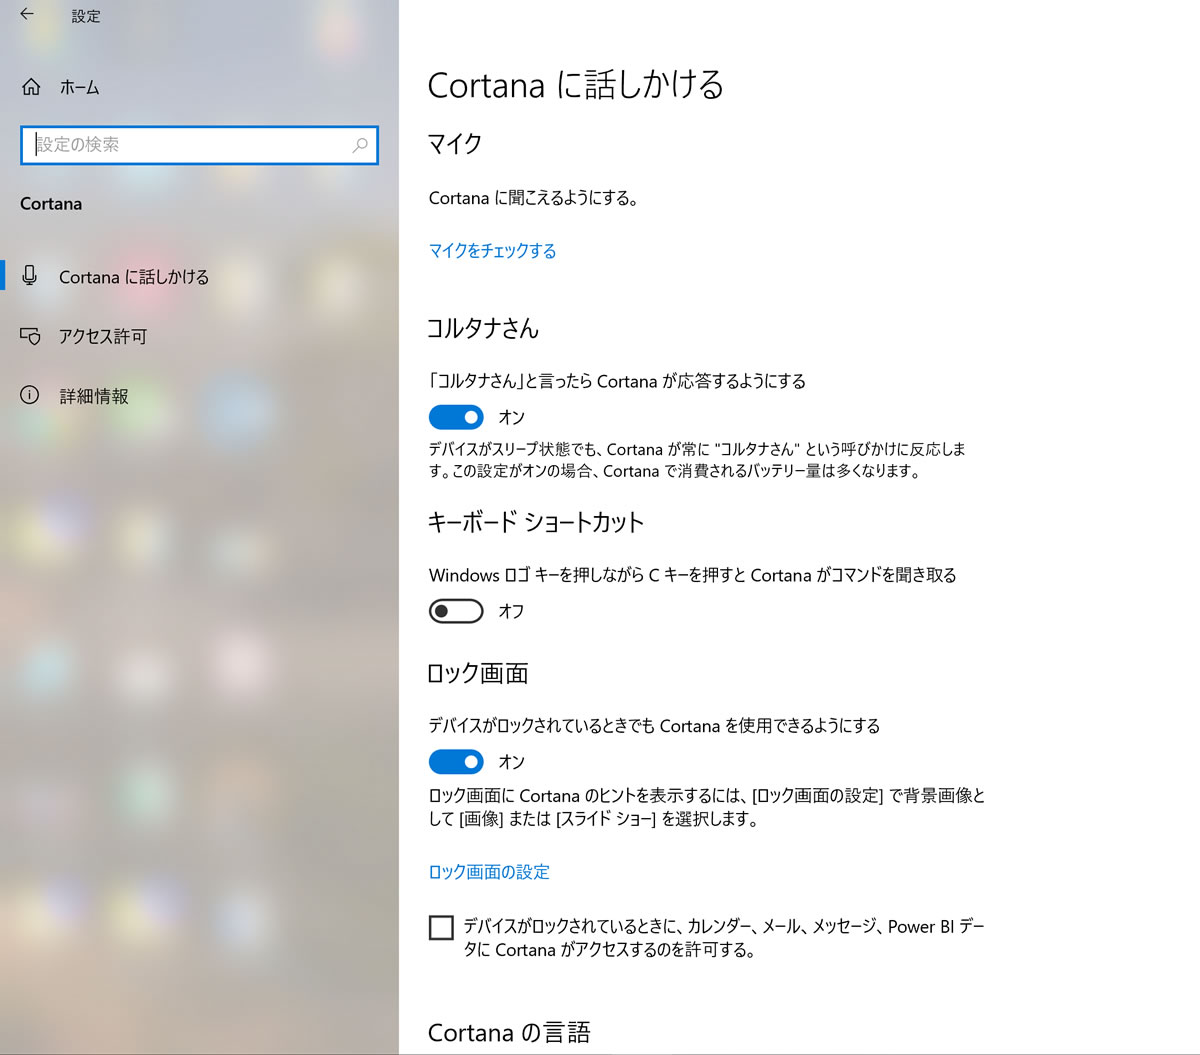 設定
ホーム
設定の検索
Cortana
Cortana に話しかける
アクセス許可
詳細情報
Cortana に話しかける
マイク
Cortana に聞こえるようにする。
マイクをチェックする
コルタナさん
「コルタナさん」と言ったら Cortana が応答するようにする
オン
デバイスがスリープ状態でも、Cortana が常に "コルタナさん" という呼びかけに反応しま
す。この設定がオンの場合、Cortana で消費されるバッテリー量は多くなります。
キーボード ショートカット
Windows ロゴ キーを押しながら C キーを押すと Cortana がコマンドを聞き取る
オフ
ロック画面
デバイスがロックされているときでも Cortana を使用できるようにする
オン
ロック画面に Cortana のヒントを表示するには、[ロック画面の設定] で背景画像と
して [画像] または [スライド ショー] を選択します。
ロック画面の設定
デバイスがロックされているときに、カレンダー、メール、メッセージ、Power BI デー
タに Cortana がアクセスするのを許可する。
Cortana の言語